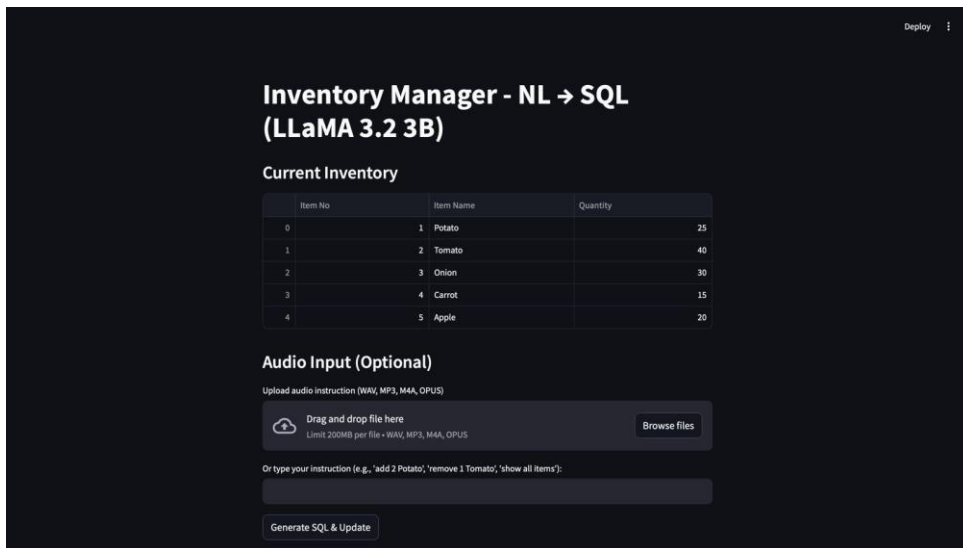 Deploy
Inventory Manager - NL → SQL
(LLaMA 3.2 3B)
Current Inventory
Item No Item Name Quantity
0 1 Potato 25
1 2 Tomato 40
2 3 Onion 30
3 4 Carrot 15
4 5 Apple 20
Audio Input (Optional)
Upload audio instruction (WAV, MP3, M4A, OPUS)
Drag and drop file here
Limit 200MB per file • WAV, MP3, M4A, OPUS
Browse files
Or type your instruction (e.g., 'add 2 Potato', 'remove 1 Tomato', 'show all items'):
Generate SQL & Update